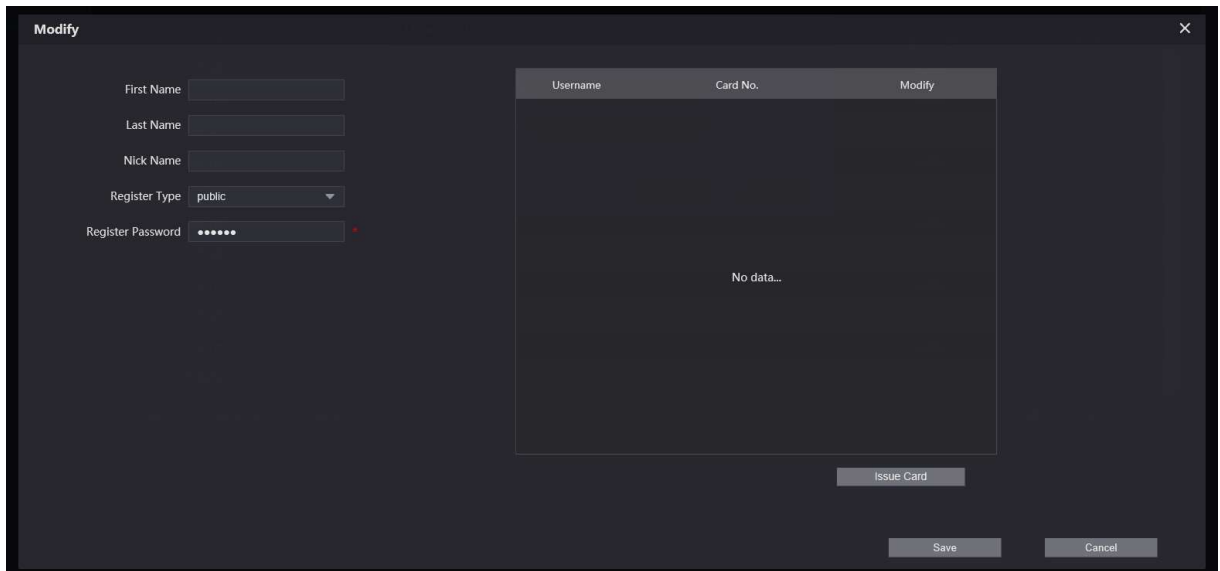 Modify
First Name
Last Name
Nick Name
Register Type public
Register Password ●●●●●● *
Username Card No. Modify
No data...
Issue Card
Save Cancel